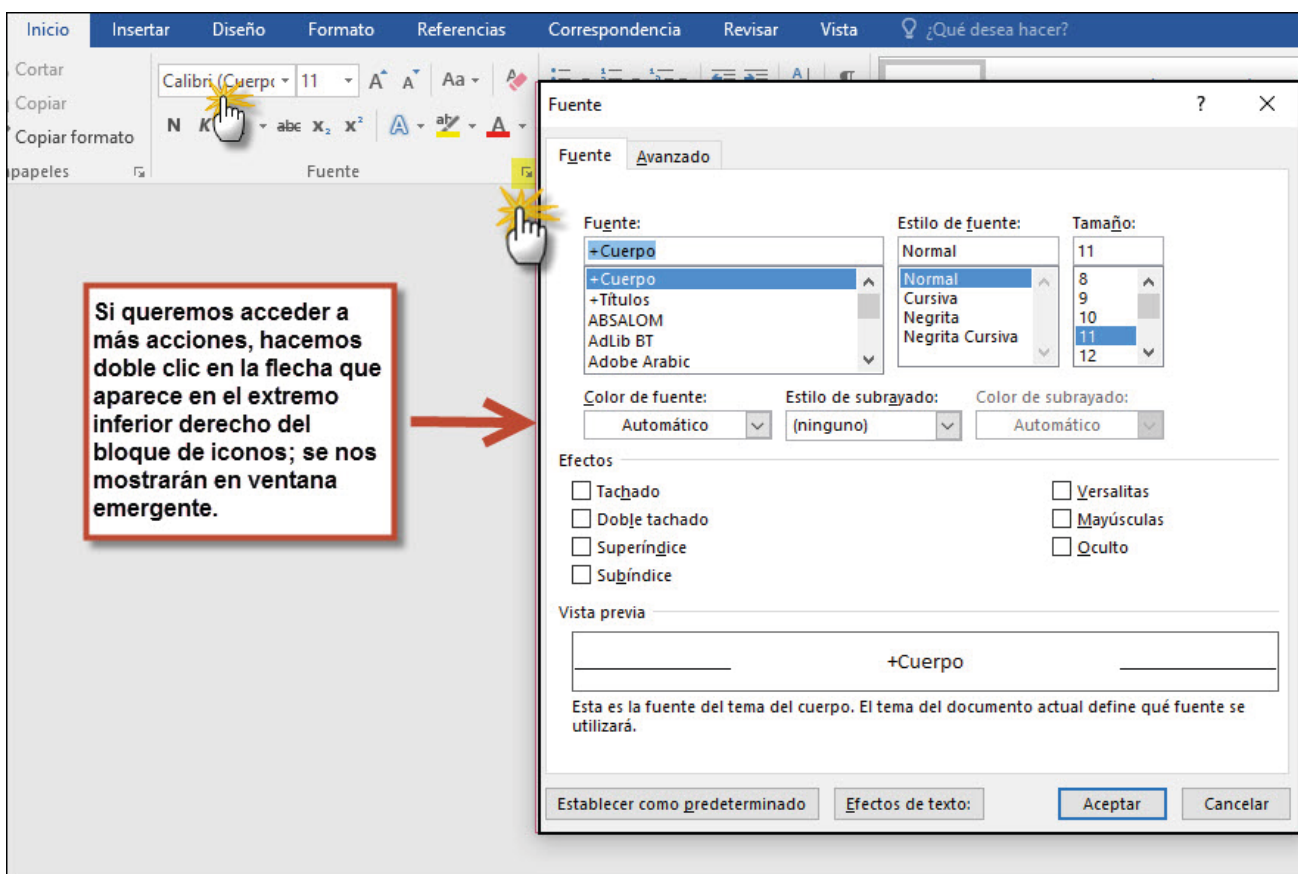 Inicio Insertar Diseño Formato Referencias Correspondencia Revisar Vista ¿Qué desea hacer?
Cortar
Copiar
Copiar formato
Calibri (Cuerpo 11 A A Aa
N K abc x₂ x² A aby A
papeles Fuente
Si queremos acceder a
más acciones, hacemos
doble clic en la flecha que
aparece en el extremo
inferior derecho del
bloque de iconos; se nos
mostrarán en ventana
emergente.
Fuente ? X
Fuente Avanzado
Fuente: Estilo de fuente: Tamaño:
+Cuerpo Normal 11
+Cuerpo Normal 8
+Títulos Cursiva 9
ABSALOM Negrita 10
AdLib BT Negrita Cursiva 11
Adobe Arabic 12
Color de fuente: Estilo de subrayado: Color de subrayado:
Automático (ninguno) Automático
Efectos
Tachado Versalitas
Doble tachado Mayúsculas
Superíndice Oculto
Subíndice
Vista previa
+Cuerpo
Esta es la fuente del tema del cuerpo. El tema del documento actual define qué fuente se
utilizará.
Establecer como predeterminado Efectos de texto: Aceptar Cancelar